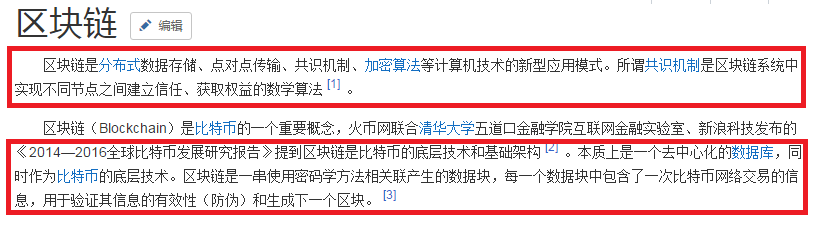 区块链 编辑
区块链是分布式数据存储、点对点传输、共识机制、加密算法等计算机技术的新型应用模式。所谓共识机制是区块链系统中
实现不同节点之间建立信任、获取权益的数学算法 [1] 。
区块链（Blockchain）是比特币的一个重要概念，火币网联合清华大学五道口金融学院互联网金融实验室、新浪科技发布的
《2014—2016全球比特币发展研究报告》提到区块链是比特币的底层技术和基础架构 [2] 。本质上是一个去中心化的数据库，同
时作为比特币的底层技术。区块链是一串使用密码学方法相关联产生的数据块，每一个数据块中包含了一次比特币网络交易的信
息，用于验证其信息的有效性（防伪）和生成下一个区块。 [3]